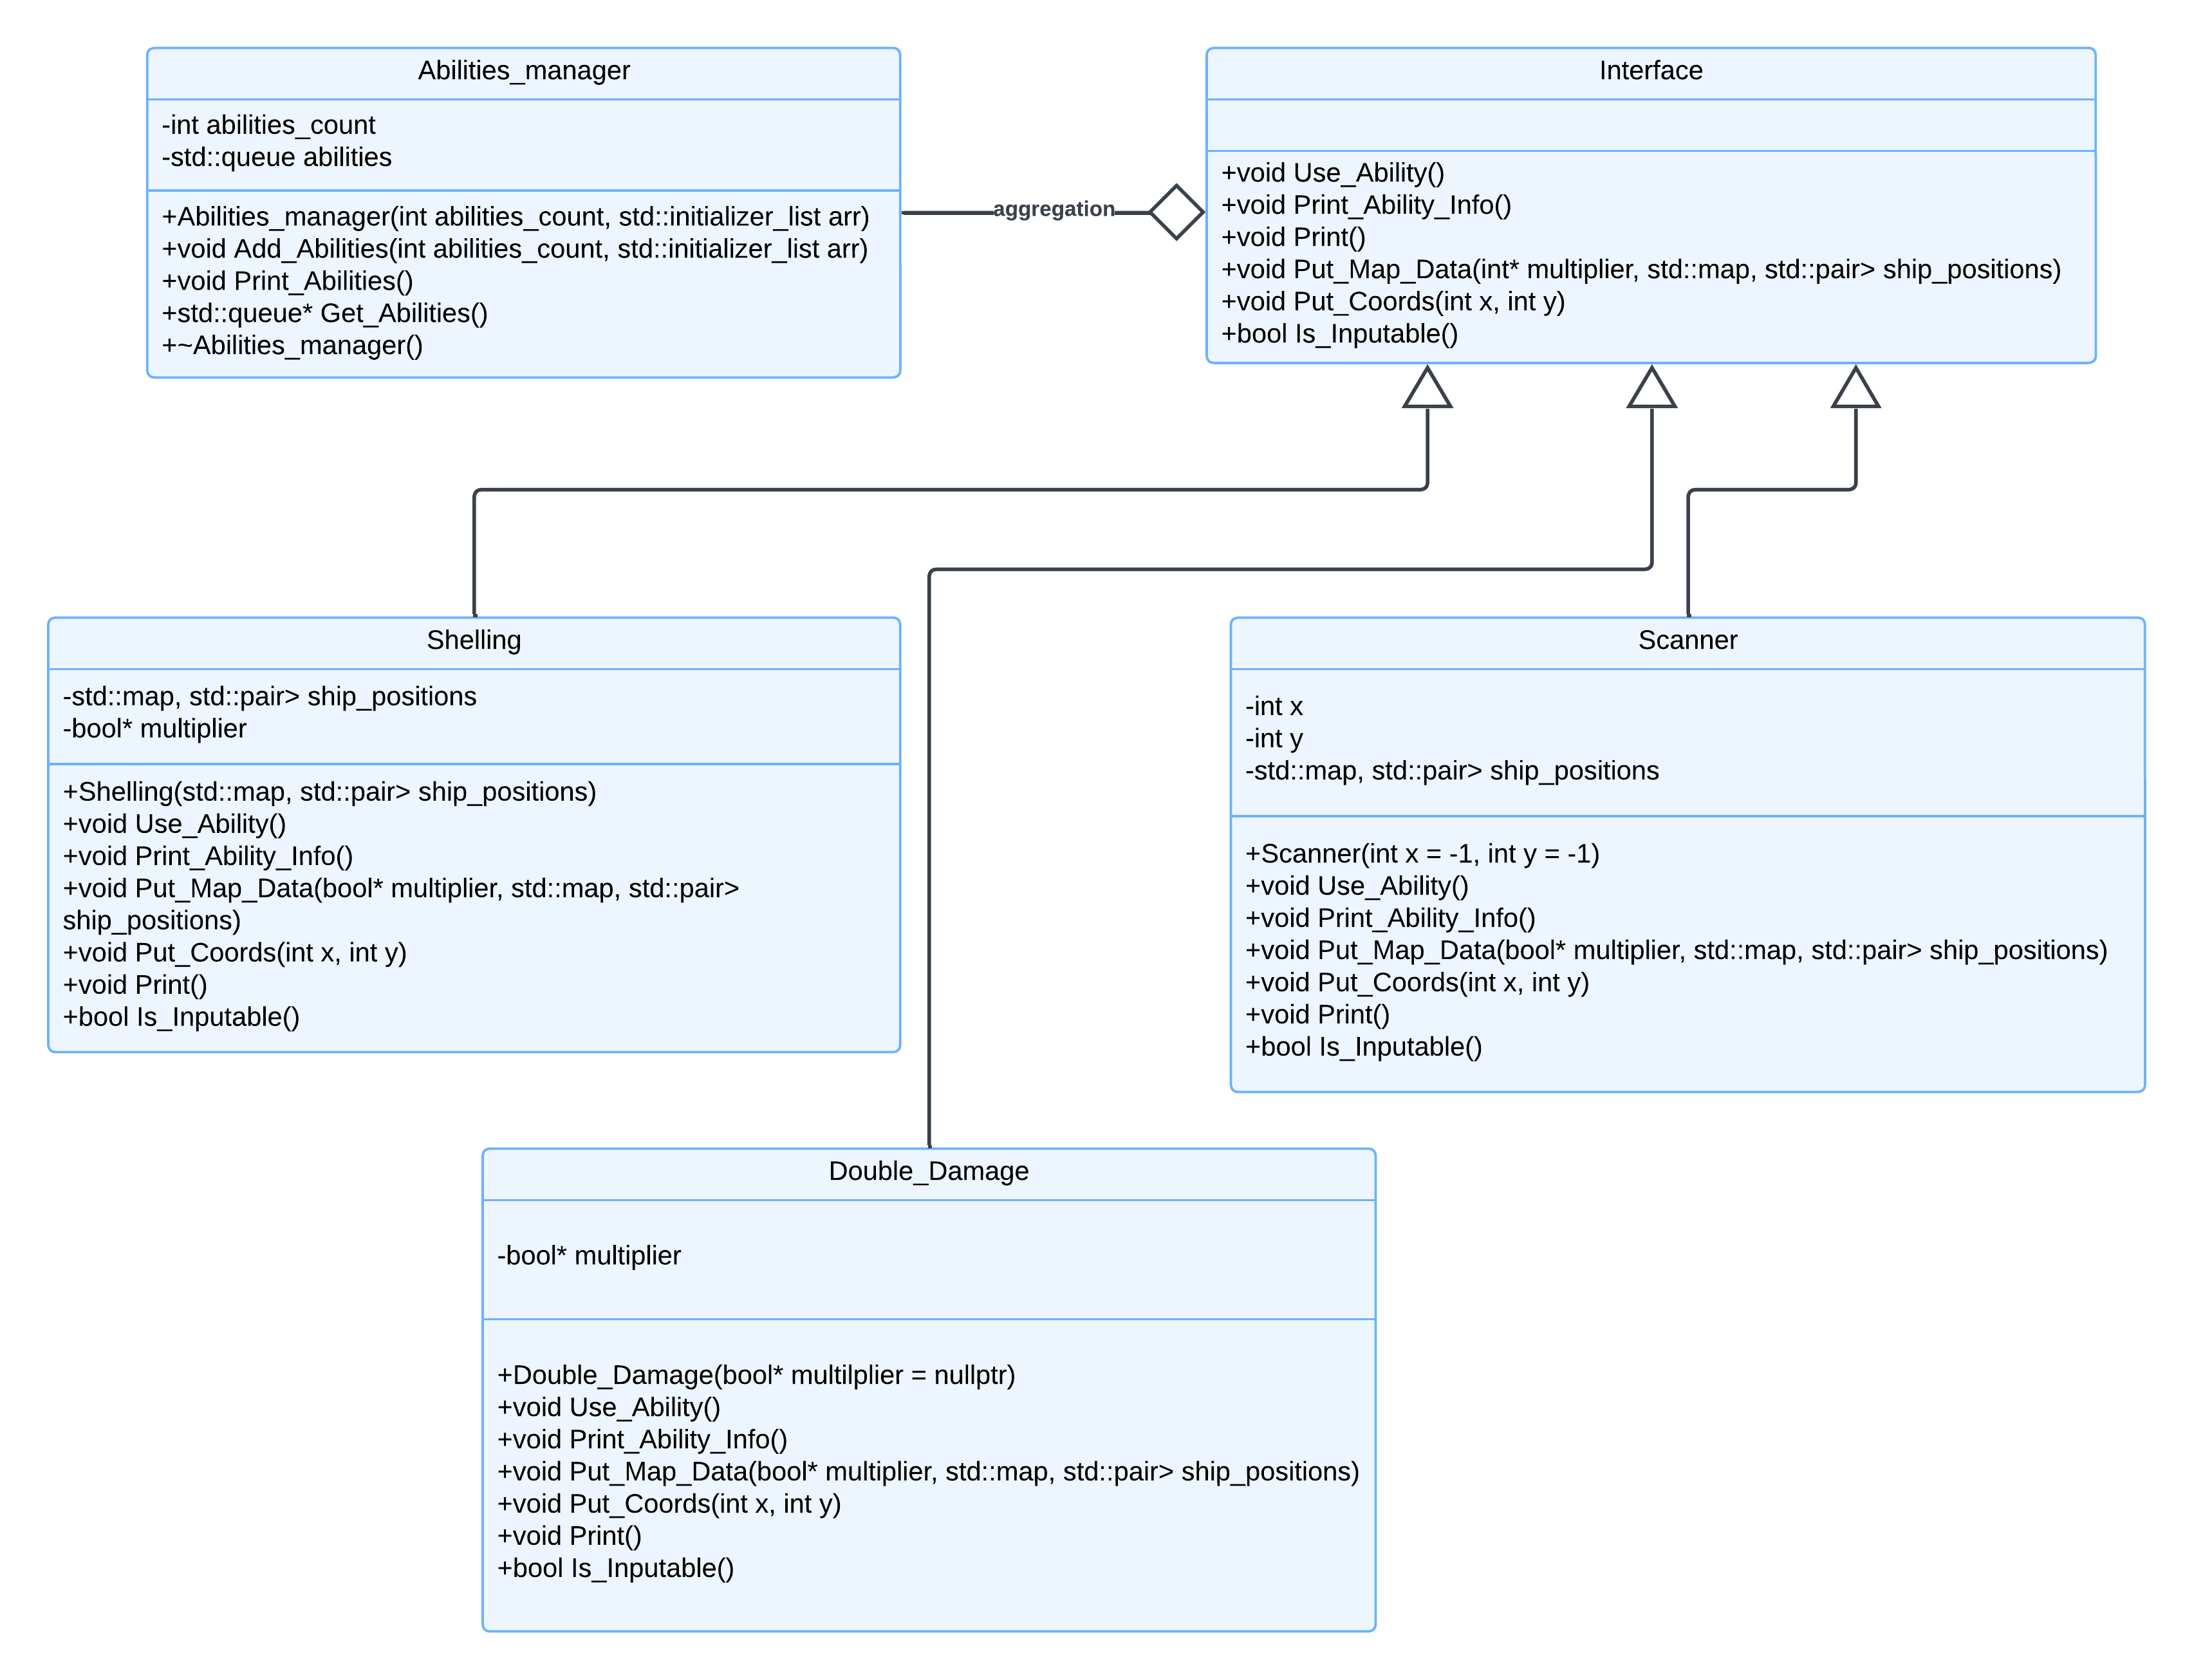 Abilities_manager
-int abilities_count
-std::queue abilities
+Abilities_manager(int abilities_count, std::initializer_list arr)
+void Add_Abilities(int abilities_count, std::initializer_list arr)
+void Print_Abilities()
+std::queue* Get_Abilities()
+~Abilities_manager()
aggregation
Interface
+void Use_Ability()
+void Print_Ability_Info()
+void Print()
+void Put_Map_Data(int* multiplier, std::map, std::pair> ship_positions)
+void Put_Coords(int x, int y)
+bool Is_Inputable()
Shelling
-std::map, std::pair> ship_positions
-bool* multiplier
+Shelling(std::map, std::pair> ship_positions)
+void Use_Ability()
+void Print_Ability_Info()
+void Put_Map_Data(bool* multiplier, std::map, std::pair>
ship_positions)
+void Put_Coords(int x, int y)
+void Print()
+bool Is_Inputable()
Scanner
-int x
-int y
-std::map, std::pair> ship_positions
+Scanner(int x = -1, int y = -1)
+void Use_Ability()
+void Print_Ability_Info()
+void Put_Map_Data(bool* multiplier, std::map, std::pair> ship_positions)
+void Put_Coords(int x, int y)
+void Print()
+bool Is_Inputable()
Double_Damage
-bool* multiplier
+Double_Damage(bool* multilplier = nullptr)
+void Use_Ability()
+void Print_Ability_Info()
+void Put_Map_Data(bool* multiplier, std::map, std::pair> ship_positions)
+void Put_Coords(int x, int y)
+void Print()
+bool Is_Inputable()